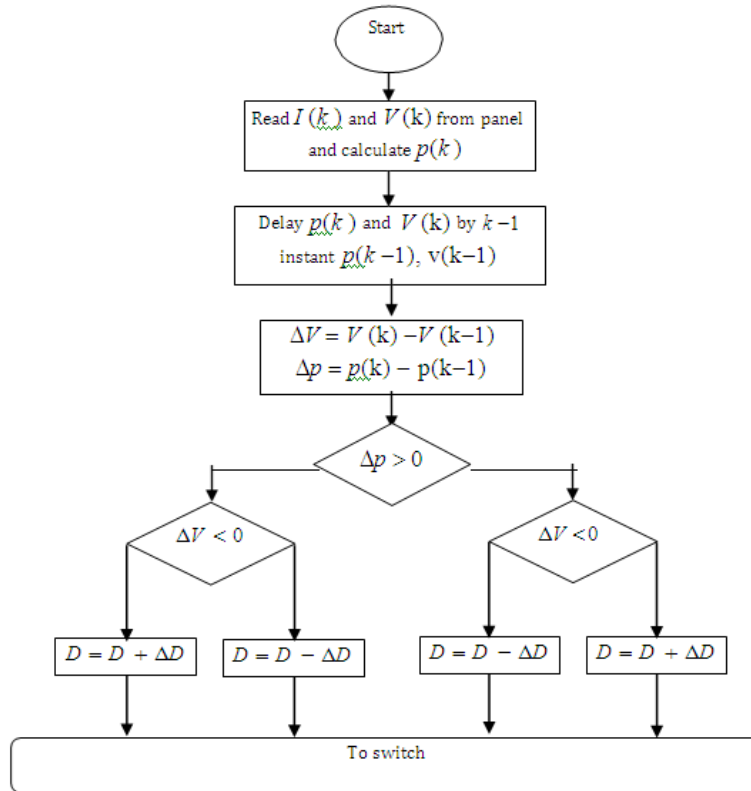 Start
Read I (k) and V (k) from panel
and calculate p(k)
Delay p(k) and V (k) by k −1
instant p(k −1), v(k−1)
ΔV = V (k) −V (k−1)
Δp = p(k) − p(k−1)
Δp > 0
ΔV < 0
ΔV < 0
D = D + ΔD
D = D − ΔD
D = D − ΔD
D = D + ΔD
To switch